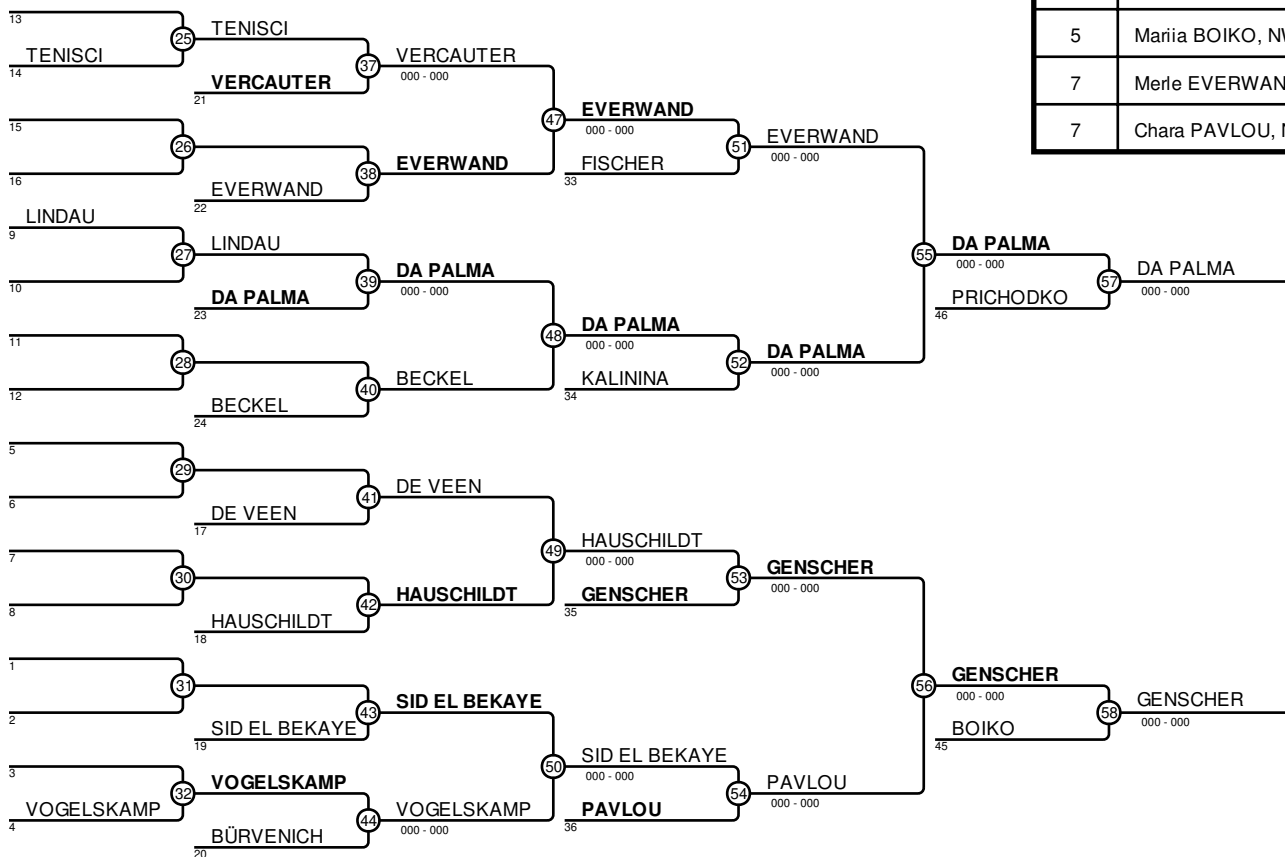 13
TENISCI
14
25
TENISCI
VERCAUTER
21
37
VERCAUTER
000 - 000
15
16
26
EVERWAND
22
38
EVERWAND
47
EVERWAND
000 - 000
FISCHER
33
51
EVERWAND
000 - 000
LINDAU
9
10
27
LINDAU
DA PALMA
23
39
DA PALMA
000 - 000
11
12
28
BECKEL
24
40
BECKEL
48
DA PALMA
000 - 000
KALININA
34
52
DA PALMA
000 - 000
55
DA PALMA
000 - 000
PRICHODKO
46
57
DA PALMA
000 - 000
5
6
29
DE VEEN
17
41
DE VEEN
7
8
30
HAUSCHILDT
18
42
HAUSCHILDT
49
HAUSCHILDT
000 - 000
GENSCHER
35
53
GENSCHER
000 - 000
1
2
31
SID EL BEKAYE
19
43
SID EL BEKAYE
3
VOGELSKAMP
4
32
VOGELSKAMP
BÜRVENICH
20
44
VOGELSKAMP
000 - 000
50
SID EL BEKAYE
000 - 000
PAVLOU
36
54
PAVLOU
000 - 000
56
GENSCHER
000 - 000
BOIKO
45
58
GENSCHER
000 - 000
5 Mariia BOIKO, NW
7 Merle EVERWAN
7 Chara PAVLOU, N